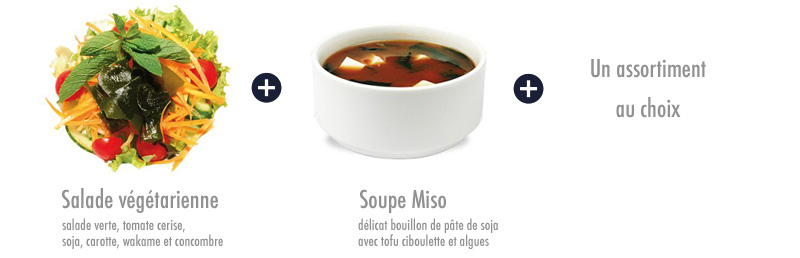 Un assortiment
au choix
Salade végétarienne
salade verte, tomate cerise,
soja, carotte, wakame et concombre
Soupe Miso
délicat bouillon de pâte de soja
avec tofu ciboulette et algues